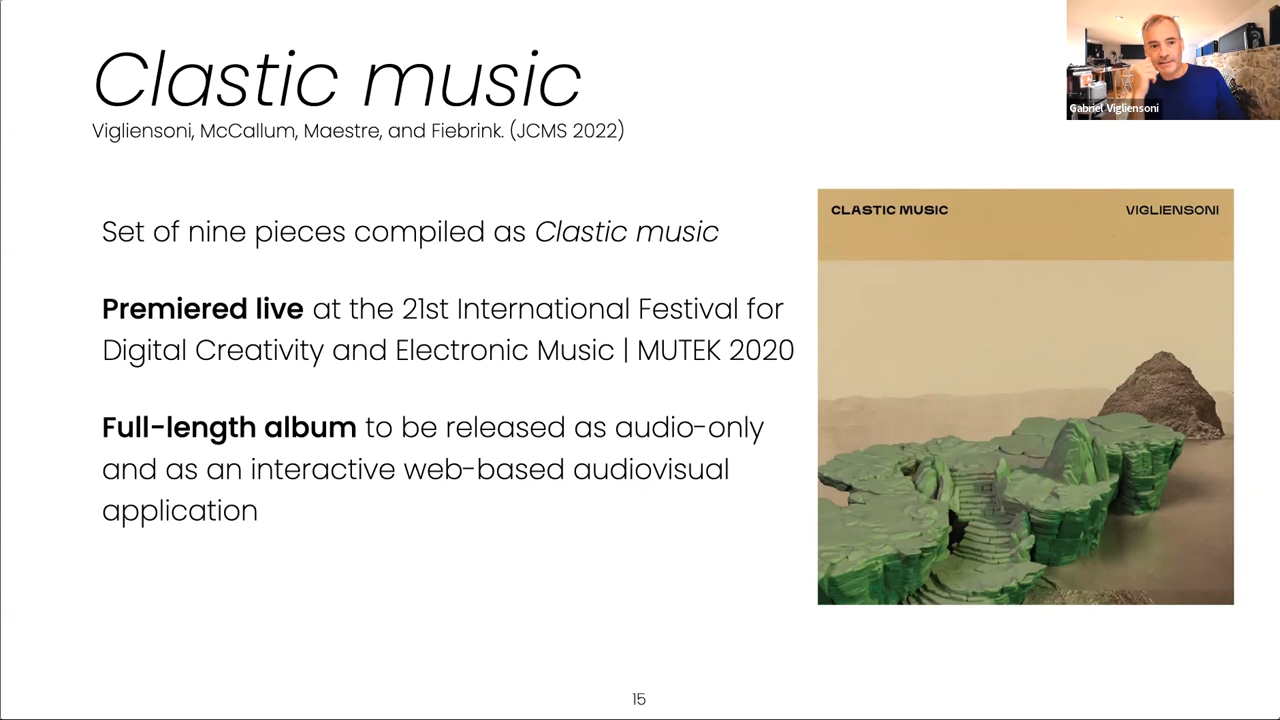 Clastic music
Vigliensoni, McCallum, Maestre, and Fiebrink. (JCMS 2022)
Gabriel Vigliensoni
Set of nine pieces compiled as Clastic music
Premiered live at the 21st International Festival for
Digital Creativity and Electronic Music | MUTEK 2020
Full-length album to be released as audio-only
and as an interactive web-based audiovisual
application
CLASTIC MUSIC
VIGLIENSONI
15